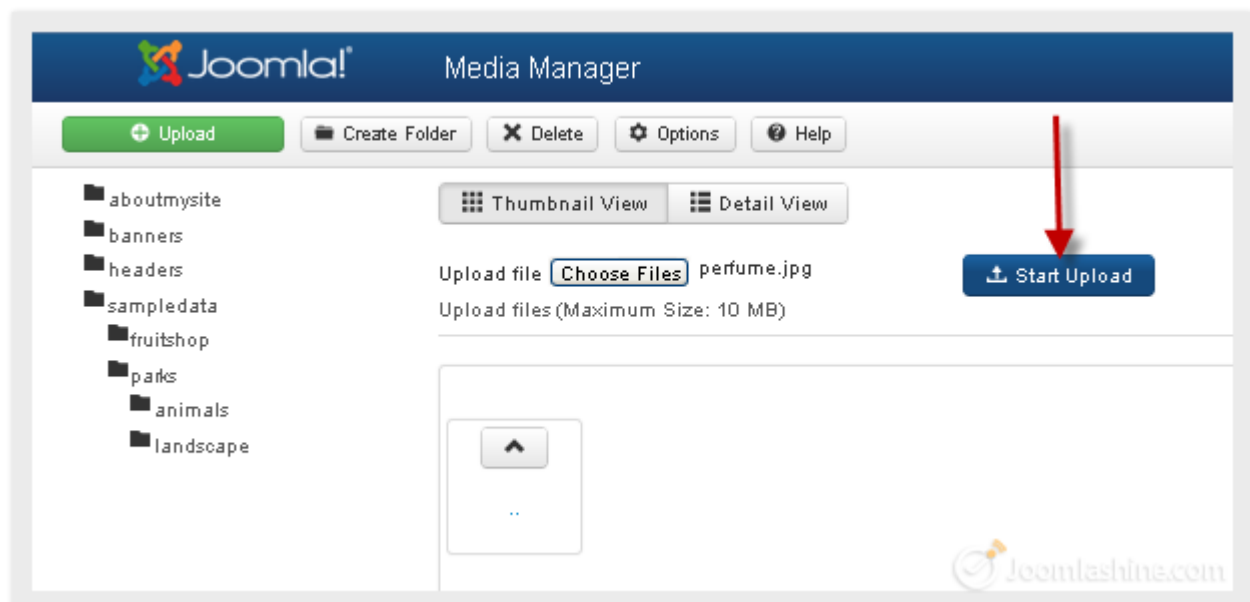 Joomla!® Media Manager
Upload Create Folder Delete Options Help
aboutmysite
banners
headers
sampledata
fruitshop
parks
animals
landscape
Thumbnail View Detail View
Upload file Choose Files perfume.jpg Start Upload
Upload files (Maximum Size: 10 MB)
..
Joomlashine.com